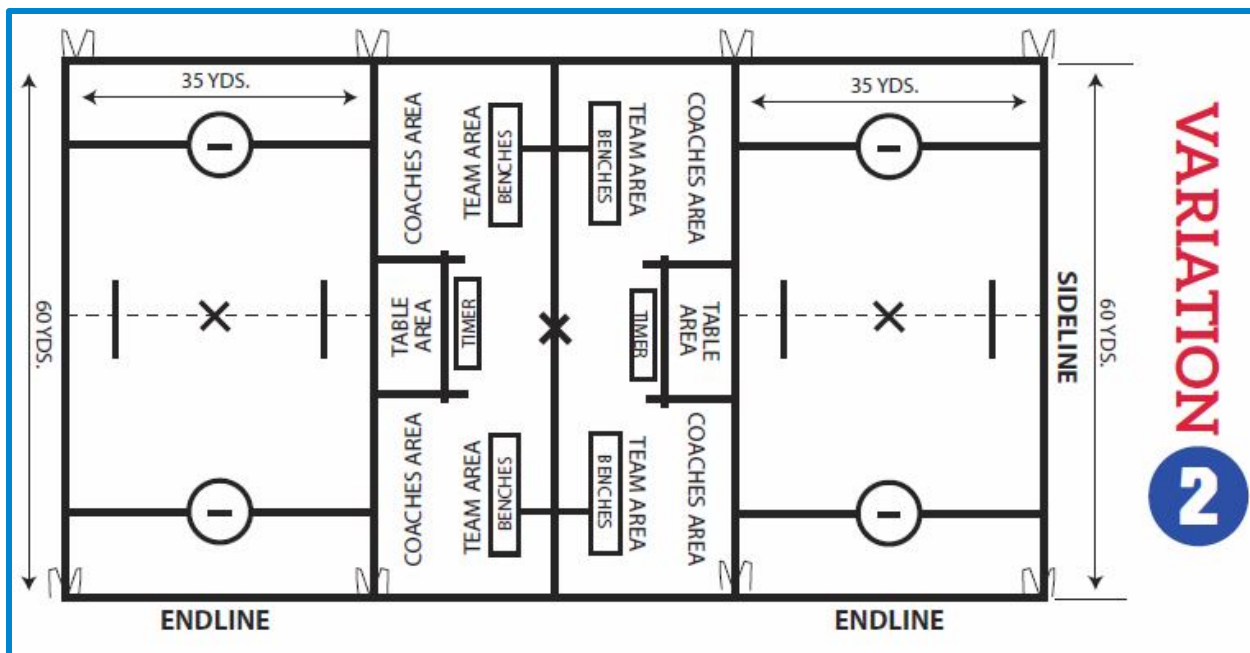 35 YDS.
35 YDS.
60 YDS.
COACHES AREA
TEAM AREA
BENCHES
BENCHES
TEAM AREA
COACHES AREA
TABLE
AREA
TIMER
TIMER
TABLE
AREA
COACHES AREA
TEAM AREA
BENCHES
BENCHES
TEAM AREA
COACHES AREA
SIDELINE
60 YDS.
ENDLINE
ENDLINE
VARIATION
2